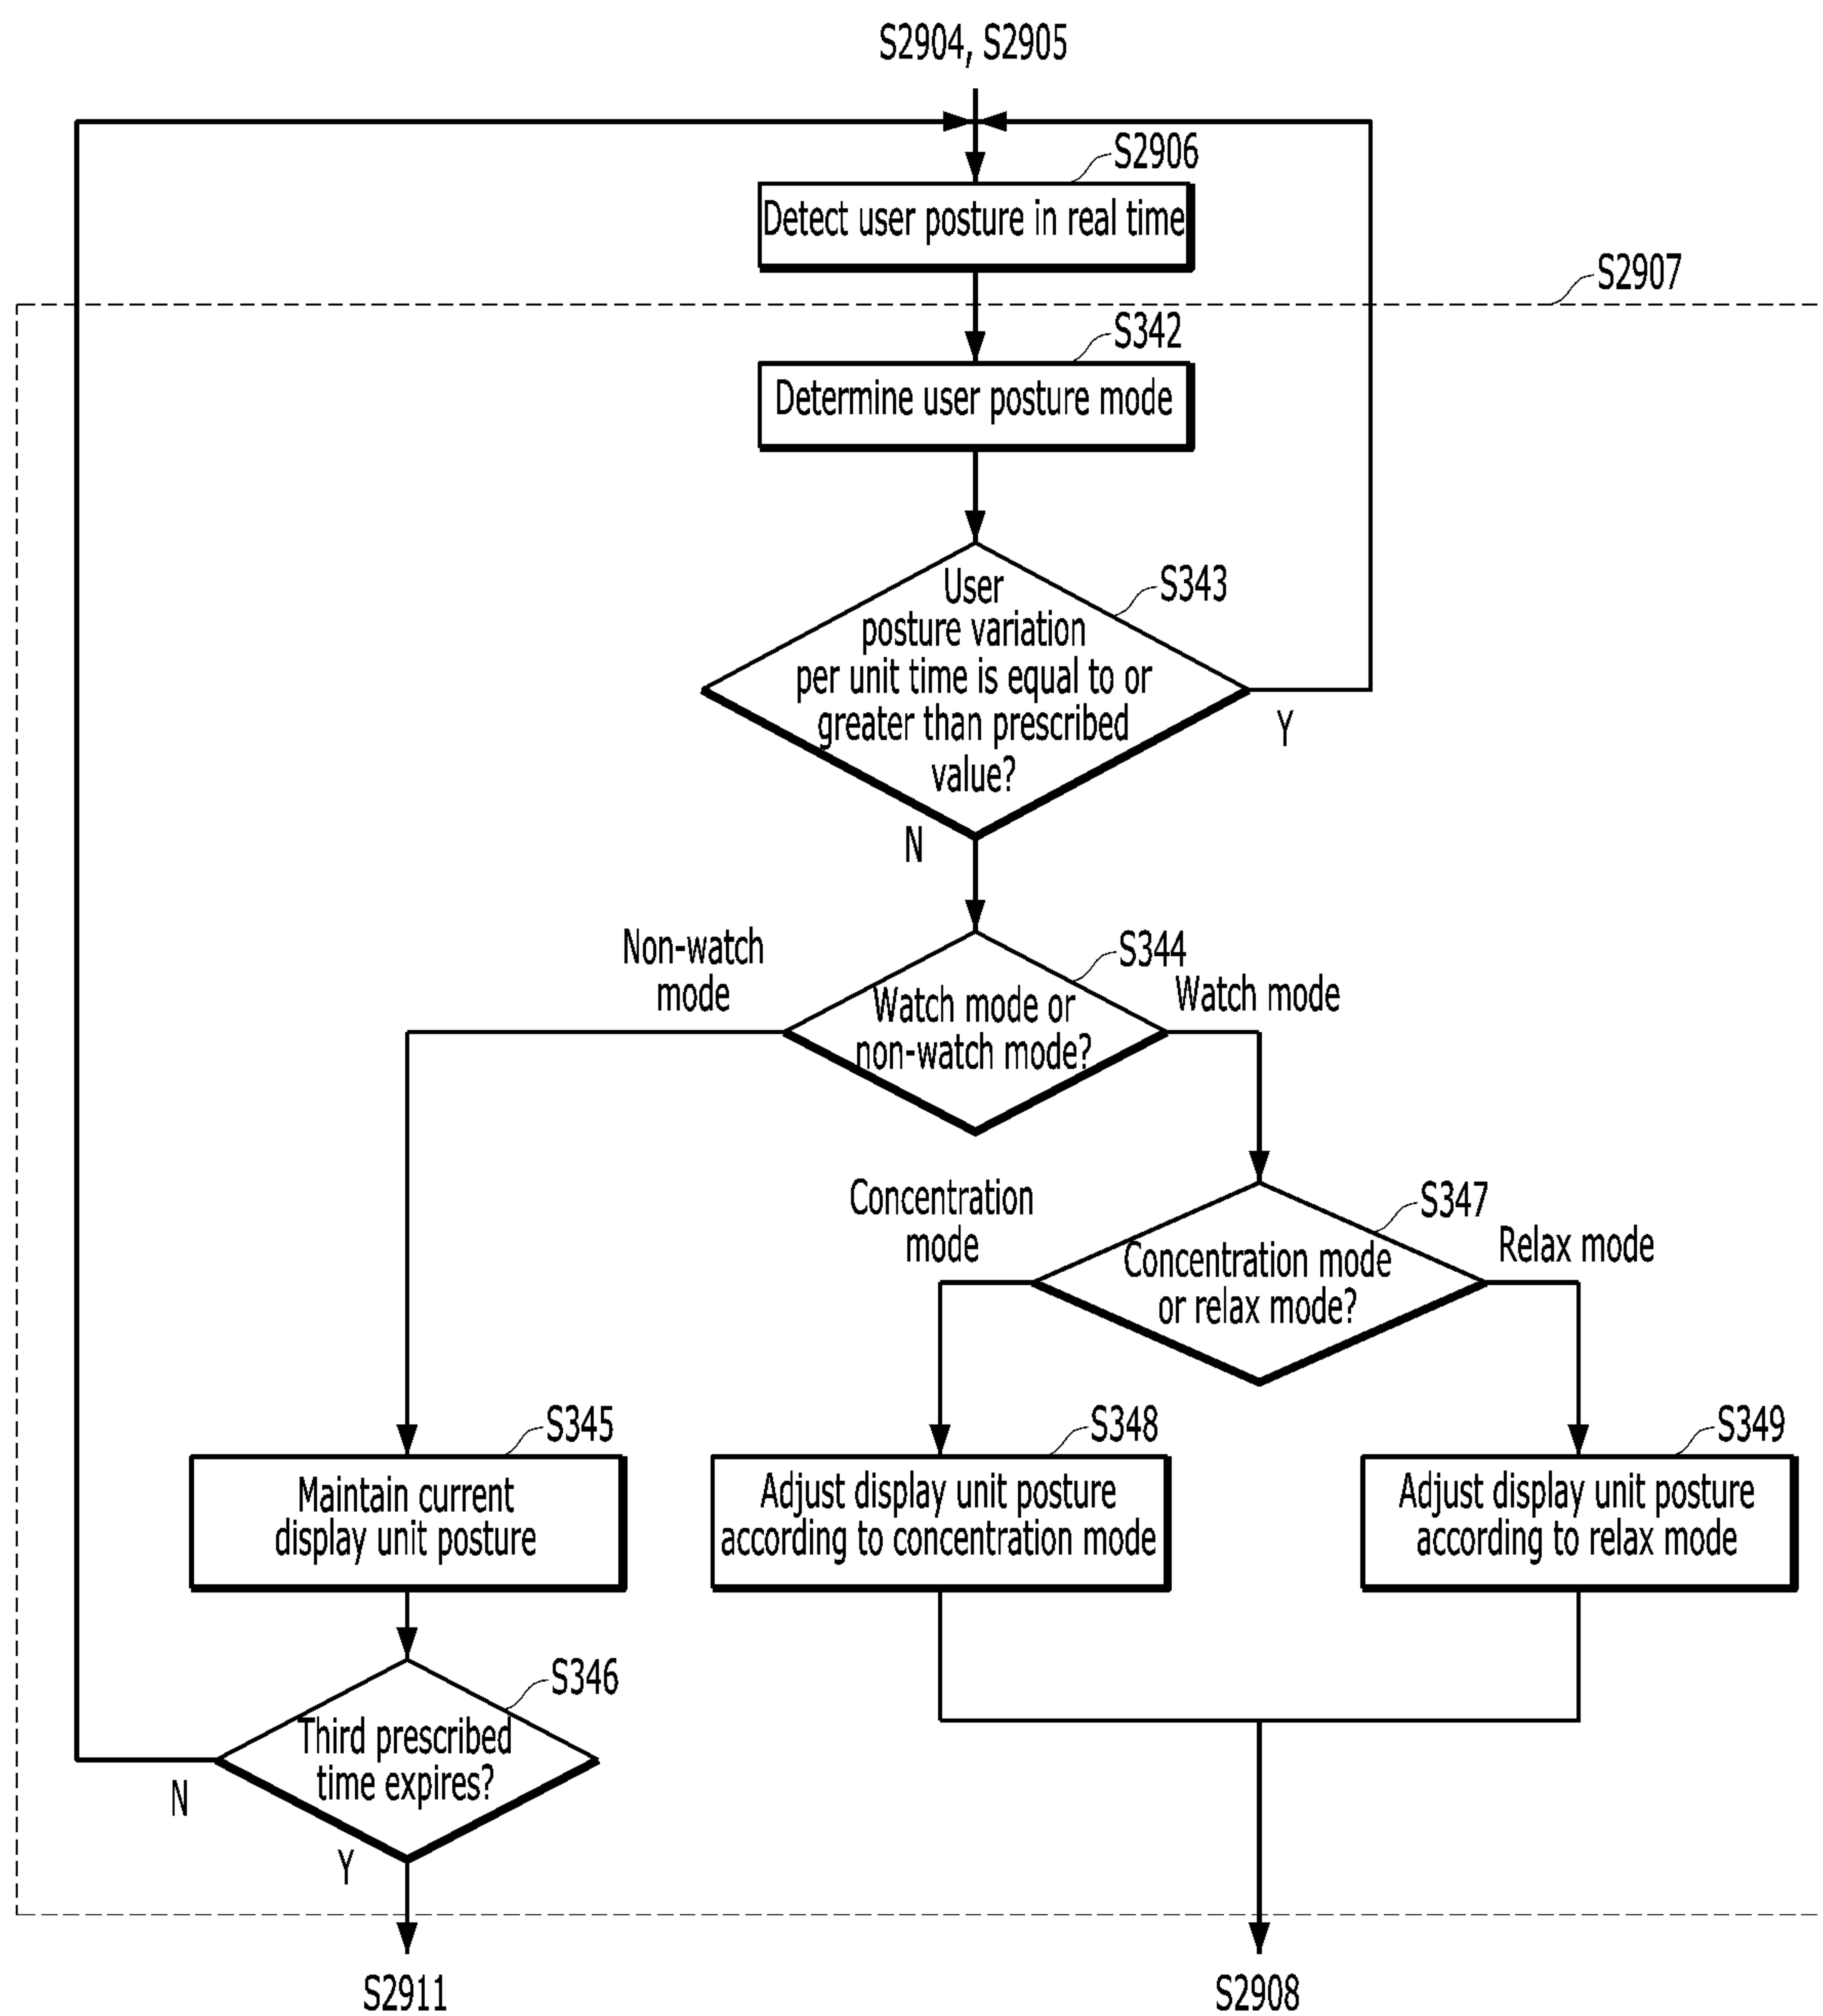 S2904, S2905
S2906
Detect user posture in real time
S2907
S342
Determine user posture mode
S343
User
posture variation
per unit time is equal to or
greater than prescribed
value?
Y
N
Non-watch
mode
S344
Watch mode
Watch mode or
non-watch mode?
Concentration
mode
S347
Relax mode
Concentration mode
or relax mode?
S345
Maintain current
display unit posture
S348
Adjust display unit posture
according to concentration mode
S349
Adjust display unit posture
according to relax mode
S346
Third prescribed
time expires?
N
Y
S2911
S2908